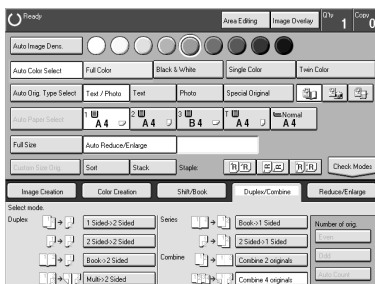 Ready
Area Editing Image Overlay Q'ty 1 Copy 0
Auto Image Dens.
Auto Color Select Full Color Black & White Single Color Twin Color
Auto Orig. Type Select Text / Photo Text Photo Special Original
Auto Paper Select 1 A4 2 A4 3 B4 T A4 Normal A4
Full Size Auto Reduce/Enlarge
Custom Size Orig. Sort Stack Staple: Check Modes
Image Creation Color Creation Shift/Book Duplex/Combine Reduce/Enlarge
Select mode.
Duplex 1 Sided->2 Sided Series Book->1 Sided Number of orig.
2 Sided->2 Sided 2 Sided->1 Sided Even
Book->2 Sided Combine Combine 2 originals Odd
Multi->2 Sided Combine 4 originals Auto Count